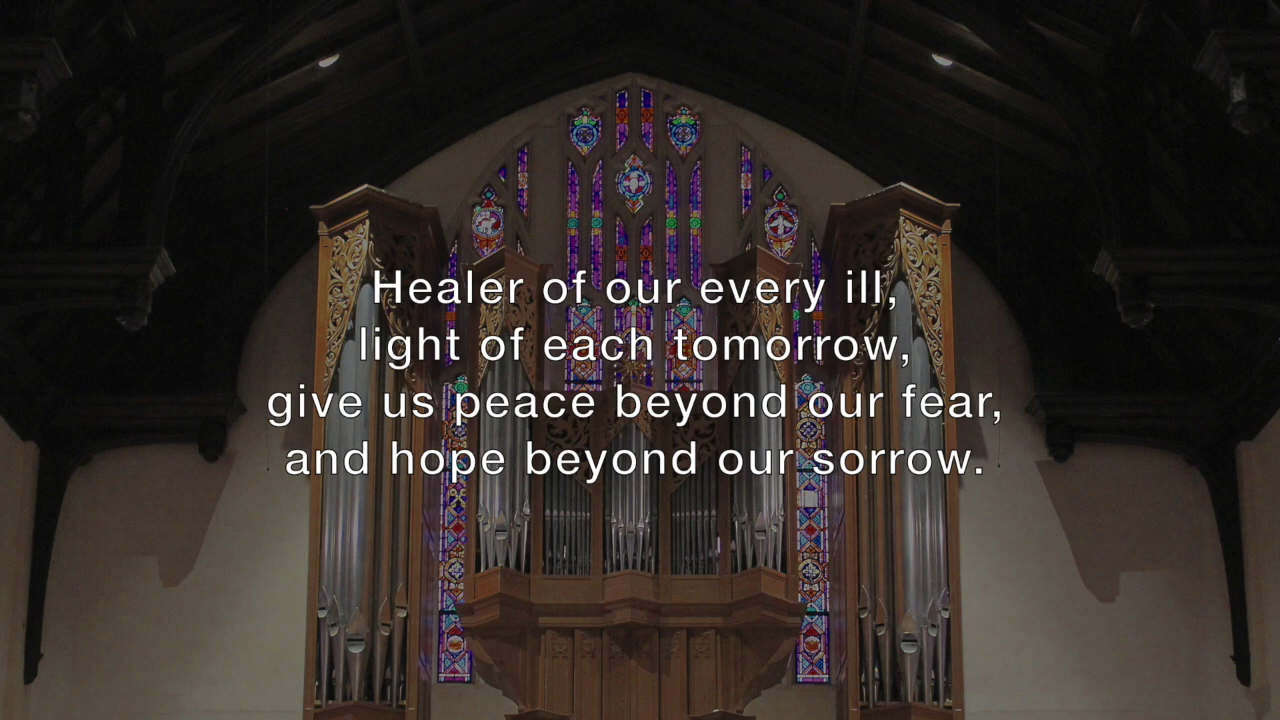 Healer of our every ill,
light of each tomorrow,
give us peace beyond our fear,
and hope beyond our sorrow.